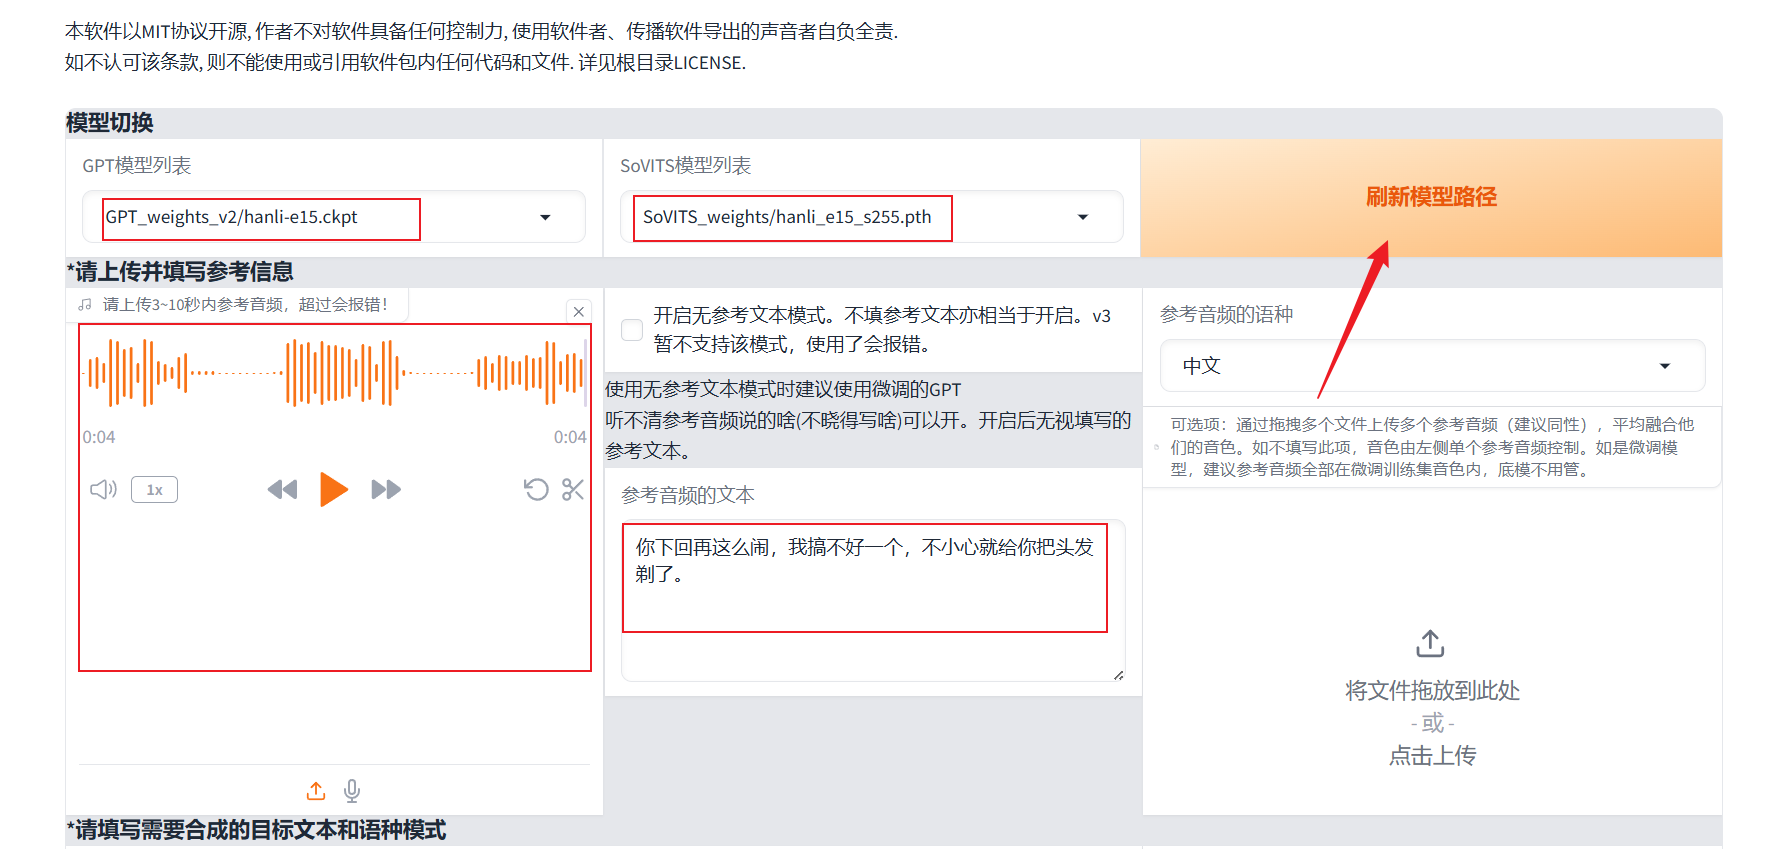 本软件以MIT协议开源, 作者不对软件具备任何控制力, 使用软件者、传播软件导出的声音者自负全责.
如不认可该条款, 则不能使用或引用软件包内任何代码和文件. 详见根目录LICENSE.
模型切换
GPT模型列表
GPT_weights_v2/hanli-e15.ckpt
SoVITS模型列表
SoVITS_weights/hanli_e15_s255.pth
刷新模型路径
*请上传并填写参考信息
请上传3~10秒内参考音频，超过会报错！
0:04
0:04
1x
开启无参考文本模式。不填参考文本亦相当于开启。v3
暂不支持该模式，使用了会报错。
使用无参考文本模式时建议使用微调的GPT
听不清参考音频说的啥(不晓得写啥)可以开。开启后无视填写的
参考文本。
参考音频的文本
你下回再这么闹，我搞不好一个，不小心就给你把头发
剃了。
参考音频的语种
中文
可选项：通过拖拽多个文件上传多个参考音频（建议同性），平均融合他
们的音色。如不填写此项，音色由左侧单个参考音频控制。如是微调模
型，建议参考音频全部在微调训练集音色内，底模不用管。
将文件拖放到此处
- 或 -
点击上传
*请填写需要合成的目标文本和语种模式